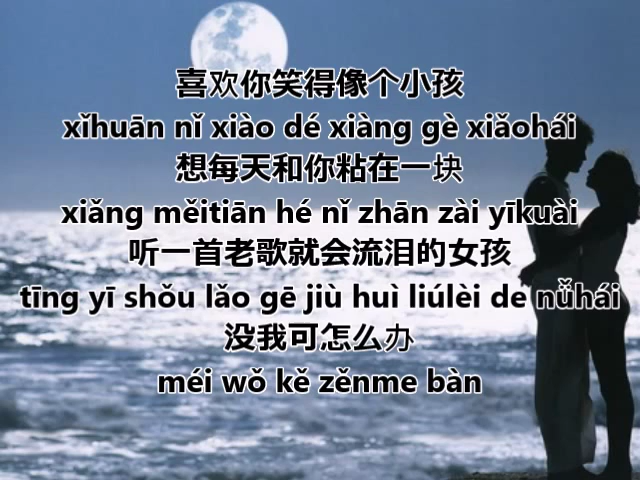 喜欢你笑得像个小孩
xǐhuān nǐ xiào dé xiàng gè xiǎohái
想每天和你粘在一块
xiǎng měitiān hé nǐ zhān zài yīkuài
听一首老歌就会流泪的女孩
tīng yī shǒu lǎo gē jiù huì liúlèi de nǚhái
没我可怎么办
méi wǒ kě zěnme bàn